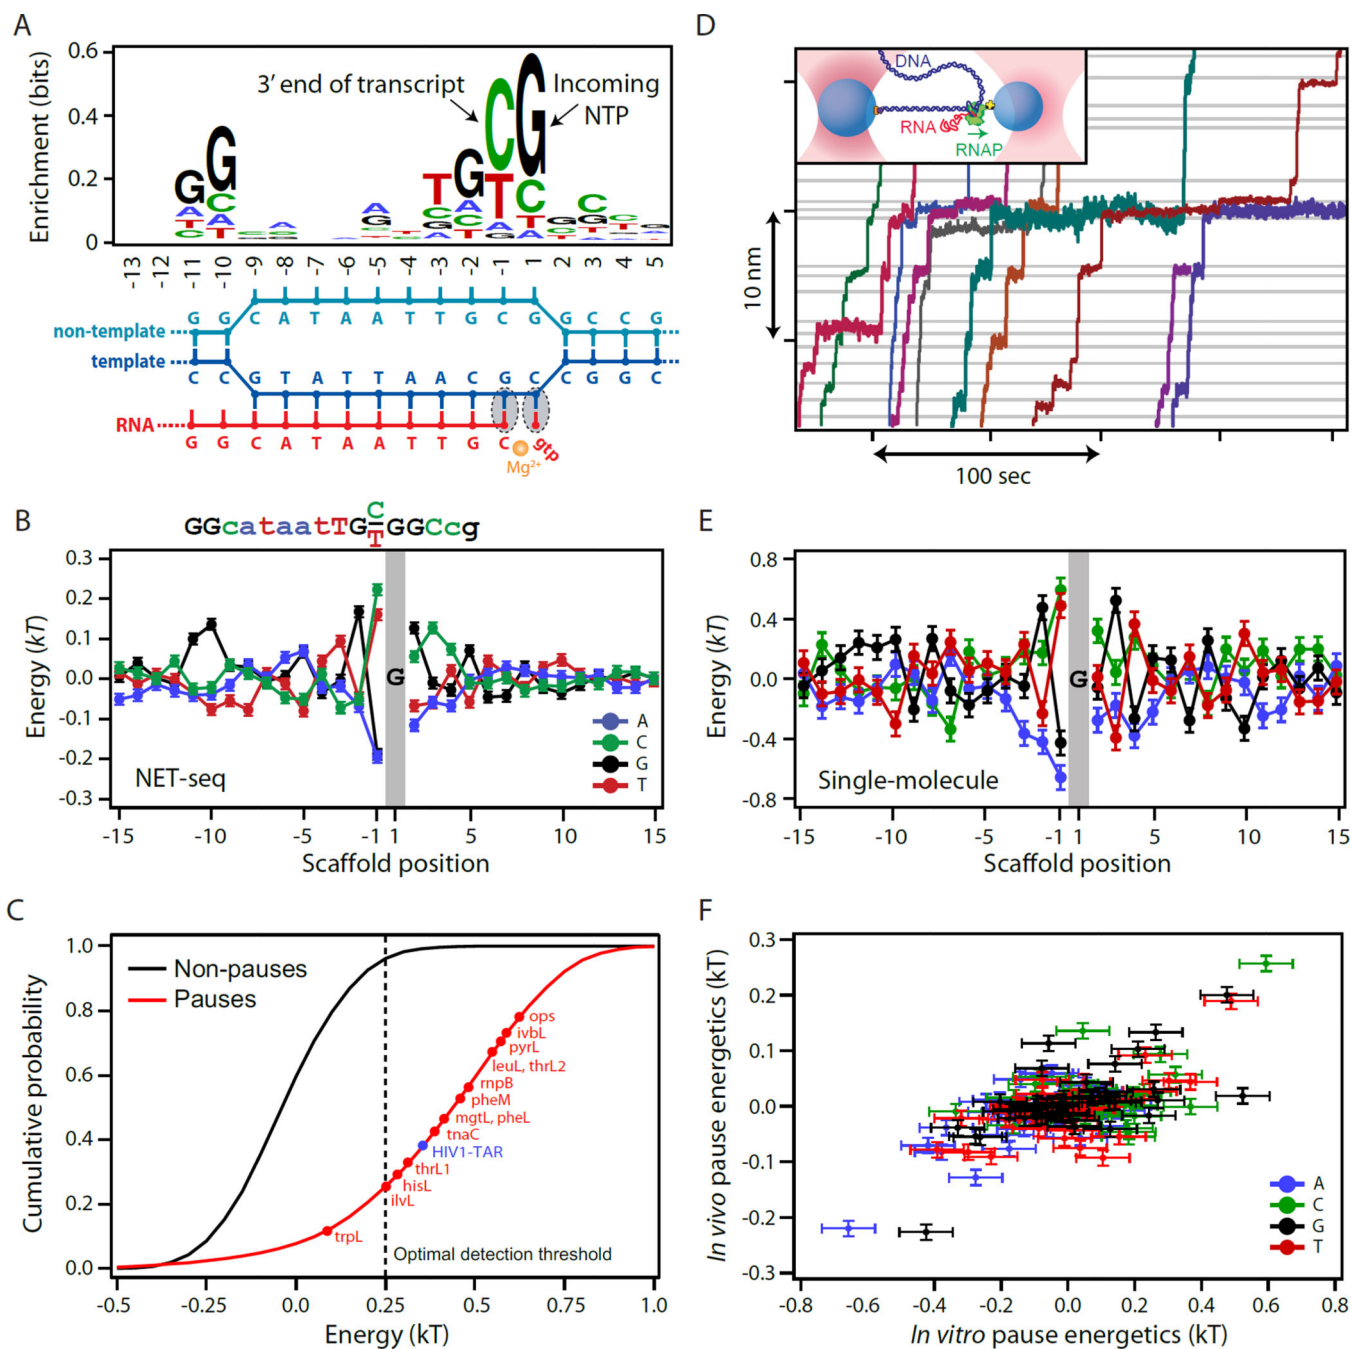 A
Enrichment (bits)
0.6
0.4
0.2
0
3′ end of transcript
Incoming
NTP
-13 -12 -11 -10 -9 -8 -7 -6 -5 -4 -3 -2 -1 1 2 3 4 5
non-template
G G C A T A A T T G C G G C C G
template
C C G T A T T A A C G C C G G C
RNA
G G C A T A A T T G C gtp
Mg2+
B
GGcataatTG C/T GGCcg
Energy (kT)
0.3
0.2
0.1
0.0
-0.1
-0.2
-0.3
G
NET-seq
A
C
G
T
-15 -10 -5 -1 1 5 10 15
Scaffold position
C
Cumulative probability
1.0
0.8
0.6
0.4
0.2
0.0
Non-pauses
Pauses
ops
ivbL
pyrL
leuL, thrL2
rnpB
pheM
mgtL, pheL
tnaC
HIV1-TAR
thrL1
hisL
ilvL
trpL
Optimal detection threshold
-0.5 -0.25 0.0 0.25 0.5 0.75 1.0
Energy (kT)
D
DNA
RNA
RNAP
10 nm
100 sec
E
Energy (kT)
0.8
0.4
0.0
-0.4
-0.8
G
Single-molecule
-15 -10 -5 -1 1 5 10 15
Scaffold position
F
In vivo pause energetics (kT)
0.3
0.2
0.1
0.0
-0.1
-0.2
-0.3
A
C
G
T
-0.8 -0.6 -0.4 -0.2 0.0 0.2 0.4 0.6 0.8
In vitro pause energetics (kT)